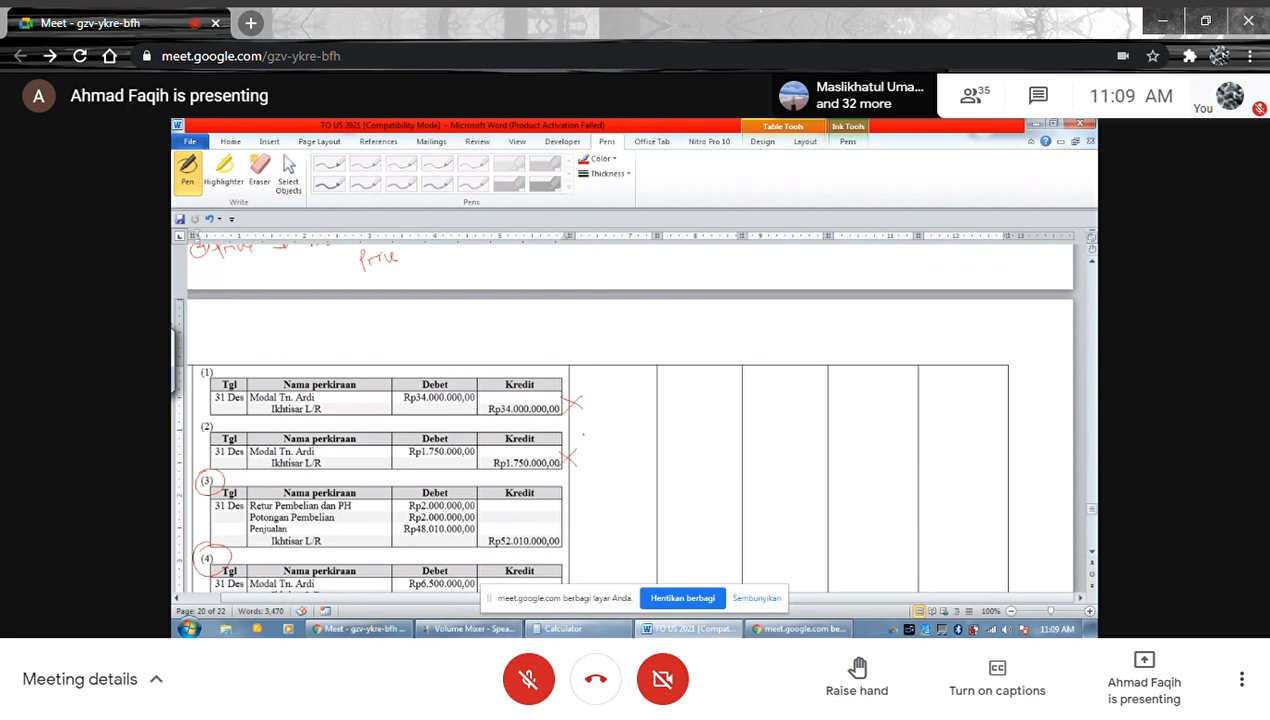 Meet - gzv-ykre-bfh
meet.google.com/gzv-ykre-bfh
A Ahmad Faqih is presenting
Maslikhatul Uma...
and 32 more
35
11:09 AM
You
TO US 2021 [Compatibility Mode] - Microsoft Word (Product Activation Failed)
Table Tools Ink Tools
File Home Insert Page Layout References Mailings Review View Developer Pens Office Tab Nitro Pro 10 Design Layout Pens
Pen Highlighter Eraser Select Objects
Color
Thickness
Write Pens
prive
prive
(1)
Tgl Nama perkiraan Debet Kredit
31 Des Modal Tn. Ardi Rp34.000.000,00
Ikhtisar L/R Rp34.000.000,00
(2)
Tgl Nama perkiraan Debet Kredit
31 Des Modal Tn. Ardi Rp1.750.000,00
Ikhtisar L/R Rp1.750.000,00
(3)
Tgl Nama perkiraan Debet Kredit
31 Des Retur Pembelian dan PH Rp2.000.000,00
Potongan Pembelian Rp2.000.000,00
Penjualan Rp48.010.000,00
Ikhtisar L/R Rp52.010.000,00
(4)
Tgl Nama perkiraan Debet Kredit
31 Des Modal Tn. Ardi Rp6.500.000,00
meet.google.com berbagi layar Anda. Hentikan berbagi Sembunyikan
Page: 20 of 22 Words: 3,470 100%
Meet - gzv-ykre-bfh ... Volume Mixer - Spea... Calculator TO US 2021 [Compat... meet.google.com be... 11:09 AM
Meeting details
Raise hand
Turn on captions
Ahmad Faqih
is presenting